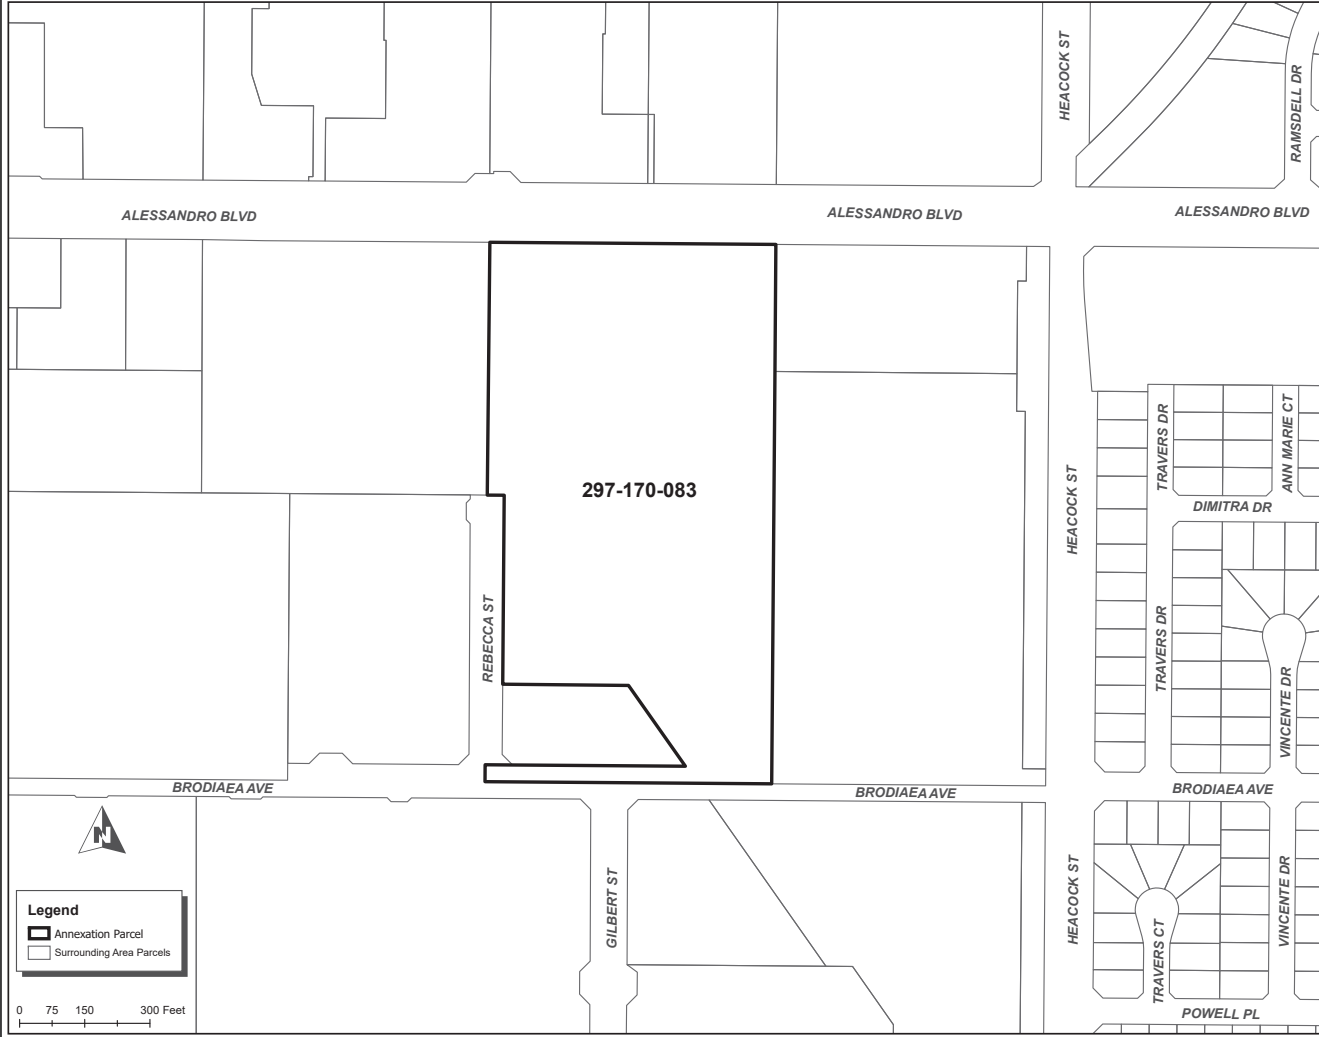 HEACOCK ST
RAMSDELL DR
ALESSANDRO BLVD
ALESSANDRO BLVD
ALESSANDRO BLVD
TRAVERS DR
ANN MARIE CT
297-170-083
HEACOCK ST
DIMITRA DR
REBECCA ST
TRAVERS DR
VINCENTE DR
BRODIAEA AVE
BRODIAEA AVE
BRODIAEA AVE
N
GILBERT ST
HEACOCK ST
VINCENTE DR
TRAVERS CT
Legend
Annexation Parcel
Surrounding Area Parcels
0 75 150 300 Feet
POWELL PL